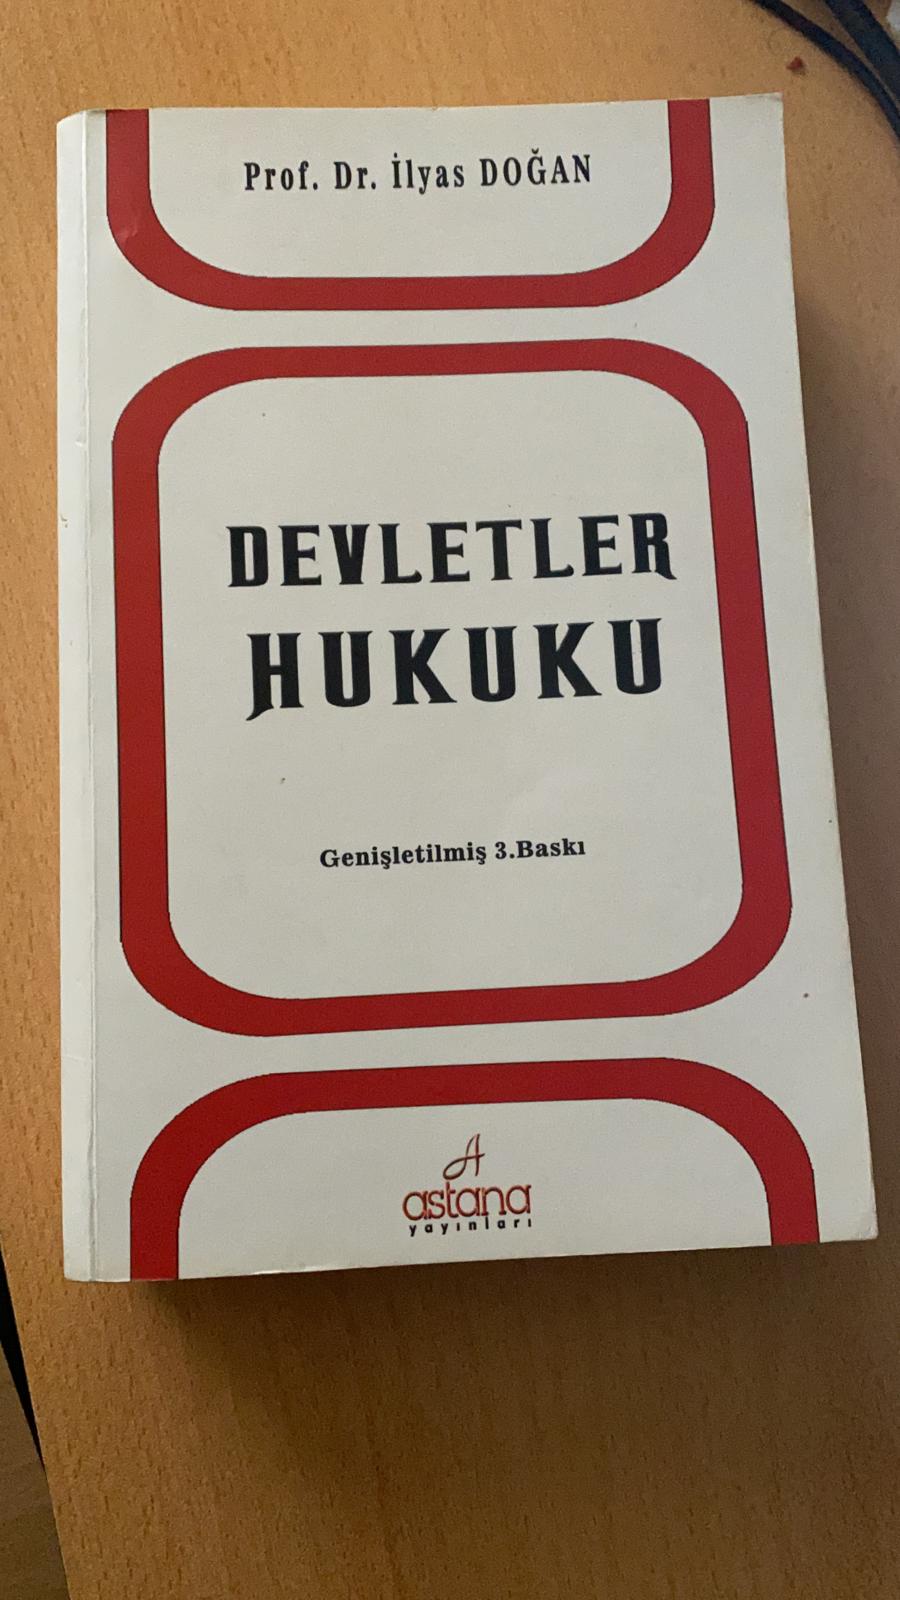 Prof. Dr. İlyas DOĞAN
DEVLETLER
HUKUKU
Genişletilmiş 3.Baskı
A
astana
yayınları